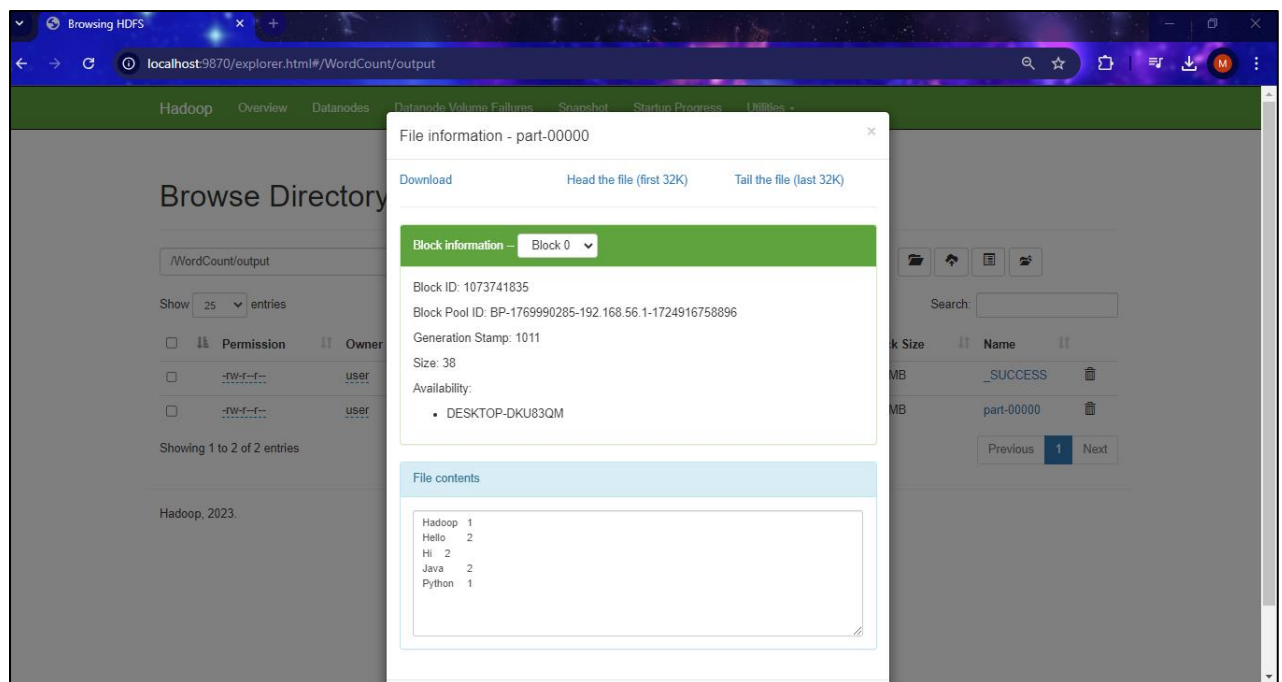 Browsing HDFS
localhost:9870/explorer.html#/WordCount/output
M
Hadoop Overview Datanodes Datanode Volume Failures Snapshot Startup Progress Utilities
File information - part-00000 ×
Download Head the file (first 32K) Tail the file (last 32K)
Browse Directory
Block information -- Block 0
/WordCount/output
Block ID: 1073741835
Show 25 entries Search:
Block Pool ID: BP-1769990285-192.168.56.1-1724916758896
Generation Stamp: 1011
Permission Owner k Size Name
Size: 38
-rw-r--r-- user MB _SUCCESS
Availability:
• DESKTOP-DKU83QM
-rw-r--r-- user MB part-00000
Showing 1 to 2 of 2 entries Previous 1 Next
File contents
Hadoop, 2023.
Hadoop 1
Hello 2
Hi 2
Java 2
Python 1